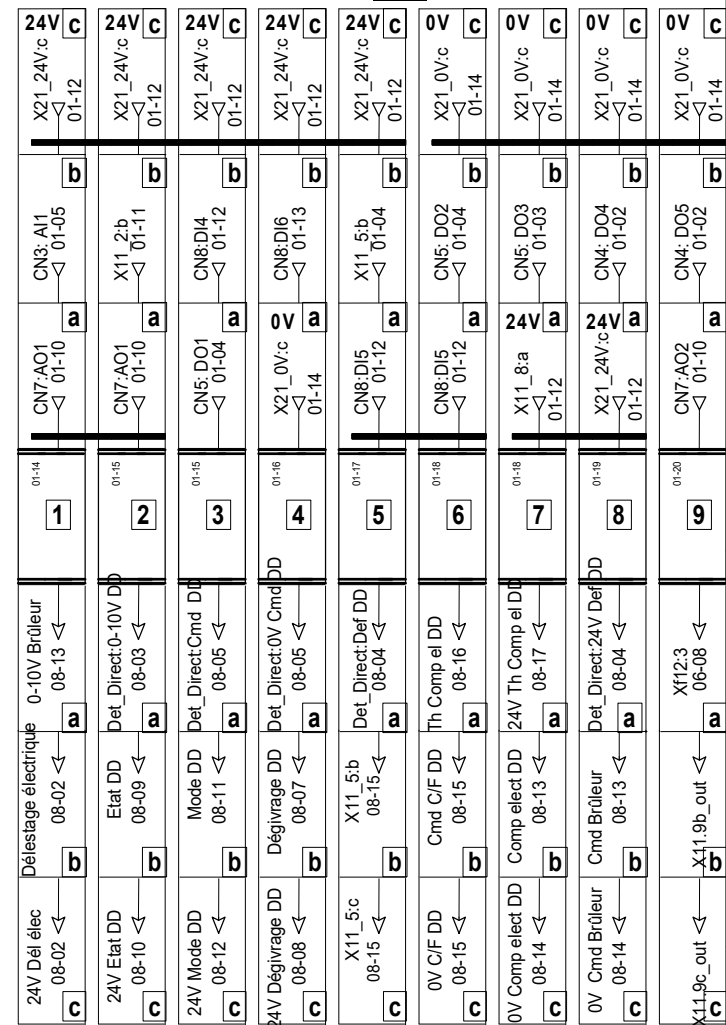 24V c
X21_24V:c
01-12
b
CN3: AI1
01-05
a
CN7:AO1
01-10
01-14
1
0-10V Brûleur
08-13
a
Délestage électrique
08-02
b
24V Dél élec
08-02
c
24V c
X21_24V:c
01-12
b
X11_2:b
01-11
a
CN7:AO1
01-10
01-15
2
Det_Direct:0-10V DD
08-03
a
Etat DD
08-09
b
24V Etat DD
08-10
c
24V c
X21_24V:c
01-12
b
CN8:DI4
01-12
a
CN5: DO1
01-04
01-15
3
Det_Direct:Cmd DD
08-05
a
Mode DD
08-11
b
24V Mode DD
08-12
c
24V c
X21_24V:c
01-12
b
CN8:DI6
01-13
0V a
X21_0V:c
01-14
01-16
4
Det_Direct:0V Cmd DD
08-05
a
Dégivrage DD
08-07
b
24V Dégivrage DD
08-08
c
24V c
X21_24V:c
01-12
b
X11_5:b
01-04
a
CN8:DI5
01-12
01-17
5
Det_Direct:Def DD
08-04
a
X11_5:b
08-15
b
X11_5:c
08-15
c
0V c
X21_0V:c
01-14
b
CN5: DO2
01-04
a
CN8:DI5
01-12
01-18
6
Th Comp el DD
08-16
a
Cmd C/F DD
08-15
b
0V C/F DD
08-15
c
0V c
X21_0V:c
01-14
b
CN5: DO3
01-03
24V a
X11_8:a
01-12
01-18
7
24V Th Comp el DD
08-17
a
Comp elect DD
08-13
b
0V Comp elect DD
08-14
c
0V c
X21_0V:c
01-14
b
CN4: DO4
01-02
24V a
X21_24V:c
01-12
01-19
8
Det_Direct:24V Def DD
08-04
a
Cmd Brûleur
08-13
b
0V Cmd Brûleur
08-14
c
0V c
X21_0V:c
01-14
b
CN4: DO5
01-02
a
CN7:AO2
01-10
01-20
9
Xf12:3
06-08
a
X11.9b_out
b
X11.9c_out
c